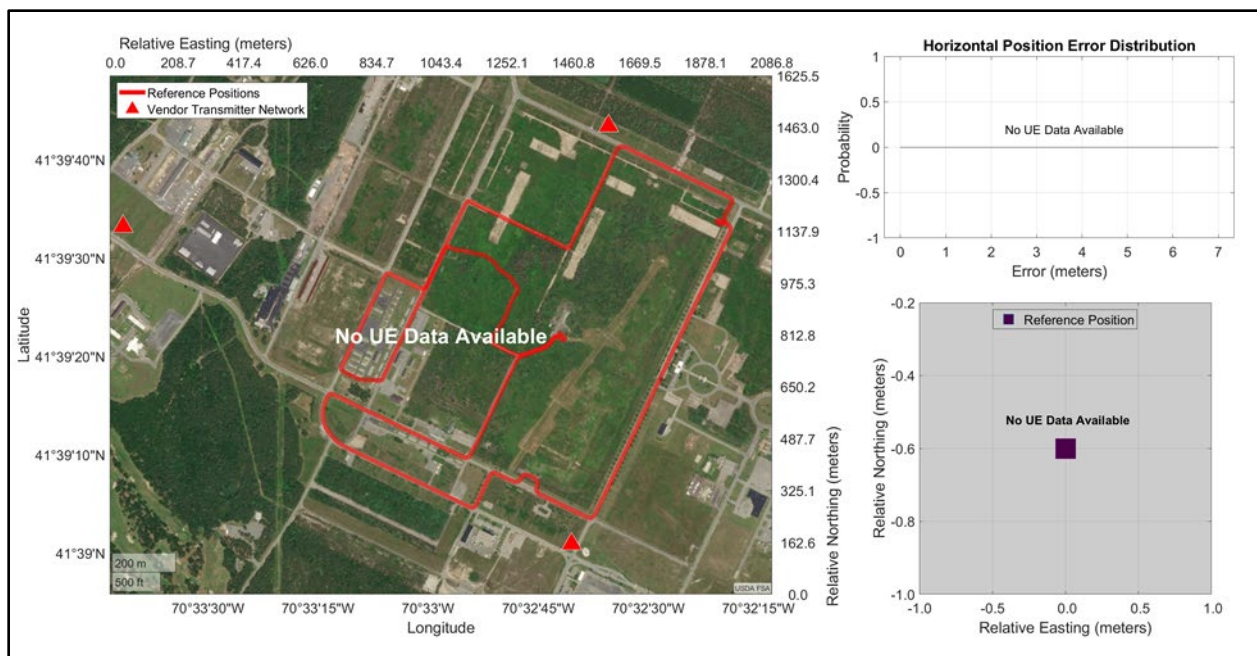 Relative Easting (meters)
0.0 208.7 417.4 626.0 834.7 1043.4 1252.1 1460.8 1669.5 1878.1 2086.8
Reference Positions
Vendor Transmitter Network
1625.5
1463.0
1300.4
1137.9
975.3
812.8
650.2
487.7
325.1
162.6
0.0
Relative Northing (meters)
41°39'40"N
41°39'30"N
41°39'20"N
41°39'10"N
41°39'N
Latitude
No UE Data Available
200 m
500 ft
USDA FSA
70°33'30"W 70°33'15"W 70°33'W 70°32'45"W 70°32'30"W 70°32'15"W
Longitude
Horizontal Position Error Distribution
1
0.5
0
-0.5
-1
Probability
No UE Data Available
0 1 2 3 4 5 6 7
Error (meters)
-0.2
-0.4
-0.6
-0.8
-1.0
Relative Northing (meters)
Reference Position
No UE Data Available
-1.0 -0.5 0.0 0.5 1.0
Relative Easting (meters)